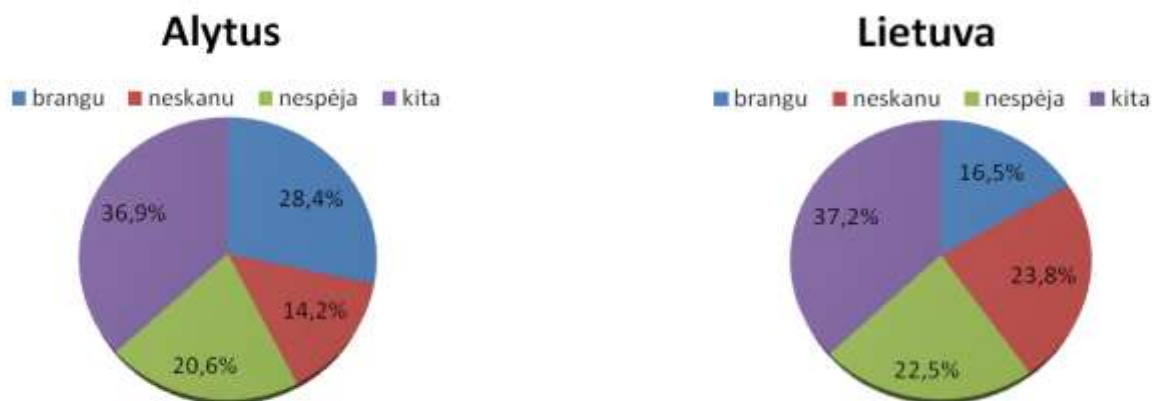 Alytus
brangu neskanu nespėja kita
28,4%
14,2%
20,6%
36,9%
Lietuva
brangu neskanu nespėja kita
16,5%
23,8%
22,5%
37,2%